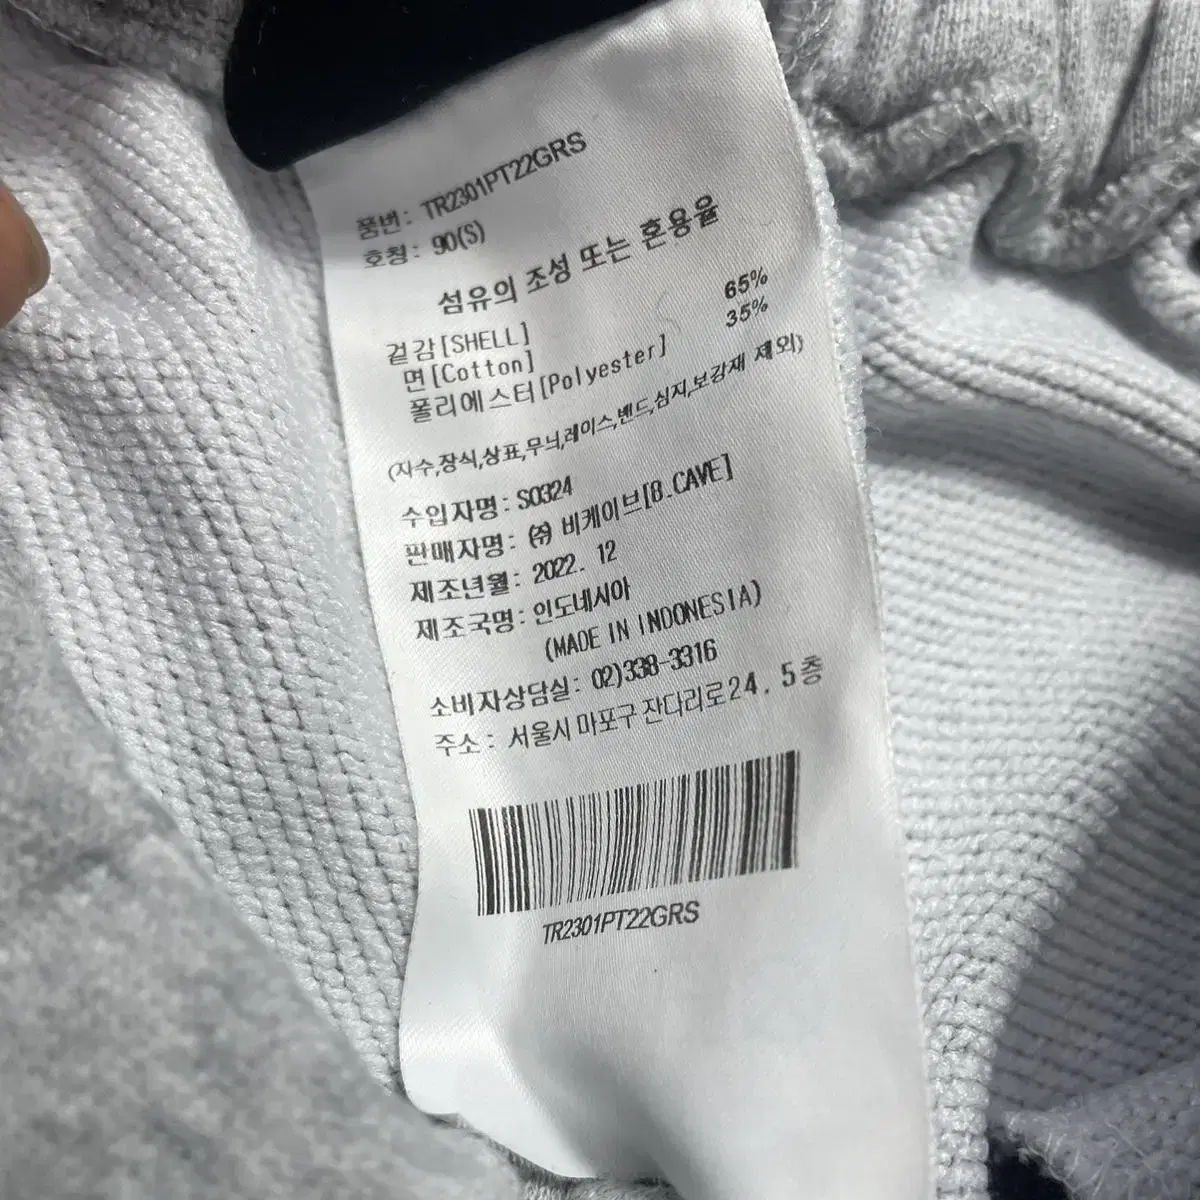 품번: TR2301PT22GRS
호칭: 90(S)
섬유의 조성 또는 혼용율
겉감[SHELL]
면[Cotton] 65%
폴리에스터[Polyester] 35%
(자수,장식,상표,무늬,레이스,밴드,심지,보강재 제외)
수입자명: S0324
판매자명: ㈜ 비케이브[B.CAVE]
제조년월: 2022. 12
제조국명: 인도네시아
(MADE IN INDONESIA)
소비자상담실: 02)338-3316
주소: 서울시 마포구 잔다리로24, 5층
TR2301PT22GRS